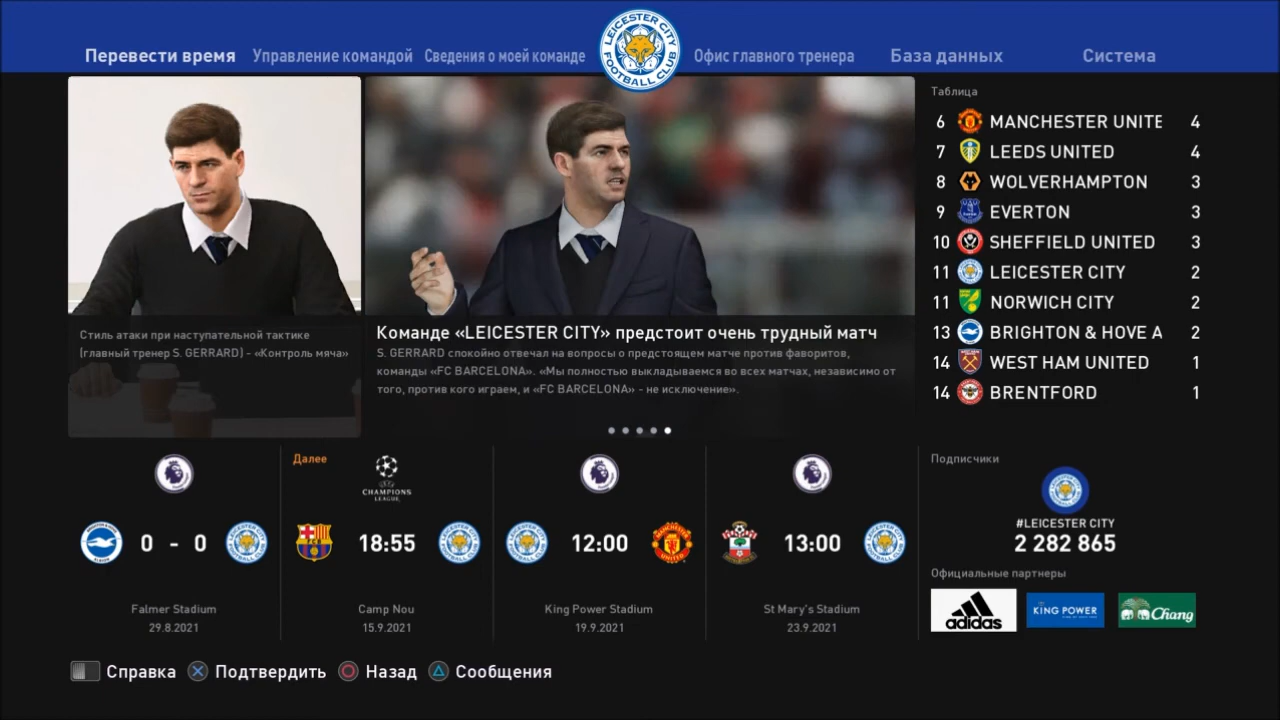 Перевести время
Управление командой
Сведения о моей команде
LEICESTER CITY
FOOTBALL CLUB
Офис главного тренера
База данных
Система
Стиль атаки при наступательной тактике
(главный тренер S. GERRARD) - «Контроль мяча»
Команде «LEICESTER CITY» предстоит очень трудный матч
S. GERRARD спокойно отвечал на вопросы о предстоящем матче против фаворитов,
команды «FC BARCELONA». «Мы полностью выкладываемся во всех матчах, независимо от
того, против кого играем, и «FC BARCELONA» - не исключение».
Таблица
6 MANCHESTER UNITE 4
7 LEEDS UNITED 4
8 WOLVERHAMPTON 3
9 EVERTON 3
10 SHEFFIELD UNITED 3
11 LEICESTER CITY 2
11 NORWICH CITY 2
13 BRIGHTON & HOVE A 2
14 WEST HAM UNITED 1
14 BRENTFORD 1
0 - 0
Falmer Stadium
29.8.2021
Далее
CHAMPIONS
LEAGUE
18:55
Camp Nou
15.9.2021
12:00
King Power Stadium
19.9.2021
13:00
St Mary's Stadium
23.9.2021
Подписчики
#LEICESTER CITY
2 282 865
Официальные партнеры
adidas
KING POWER
Chang
Справка
Подтвердить
Назад
Сообщения